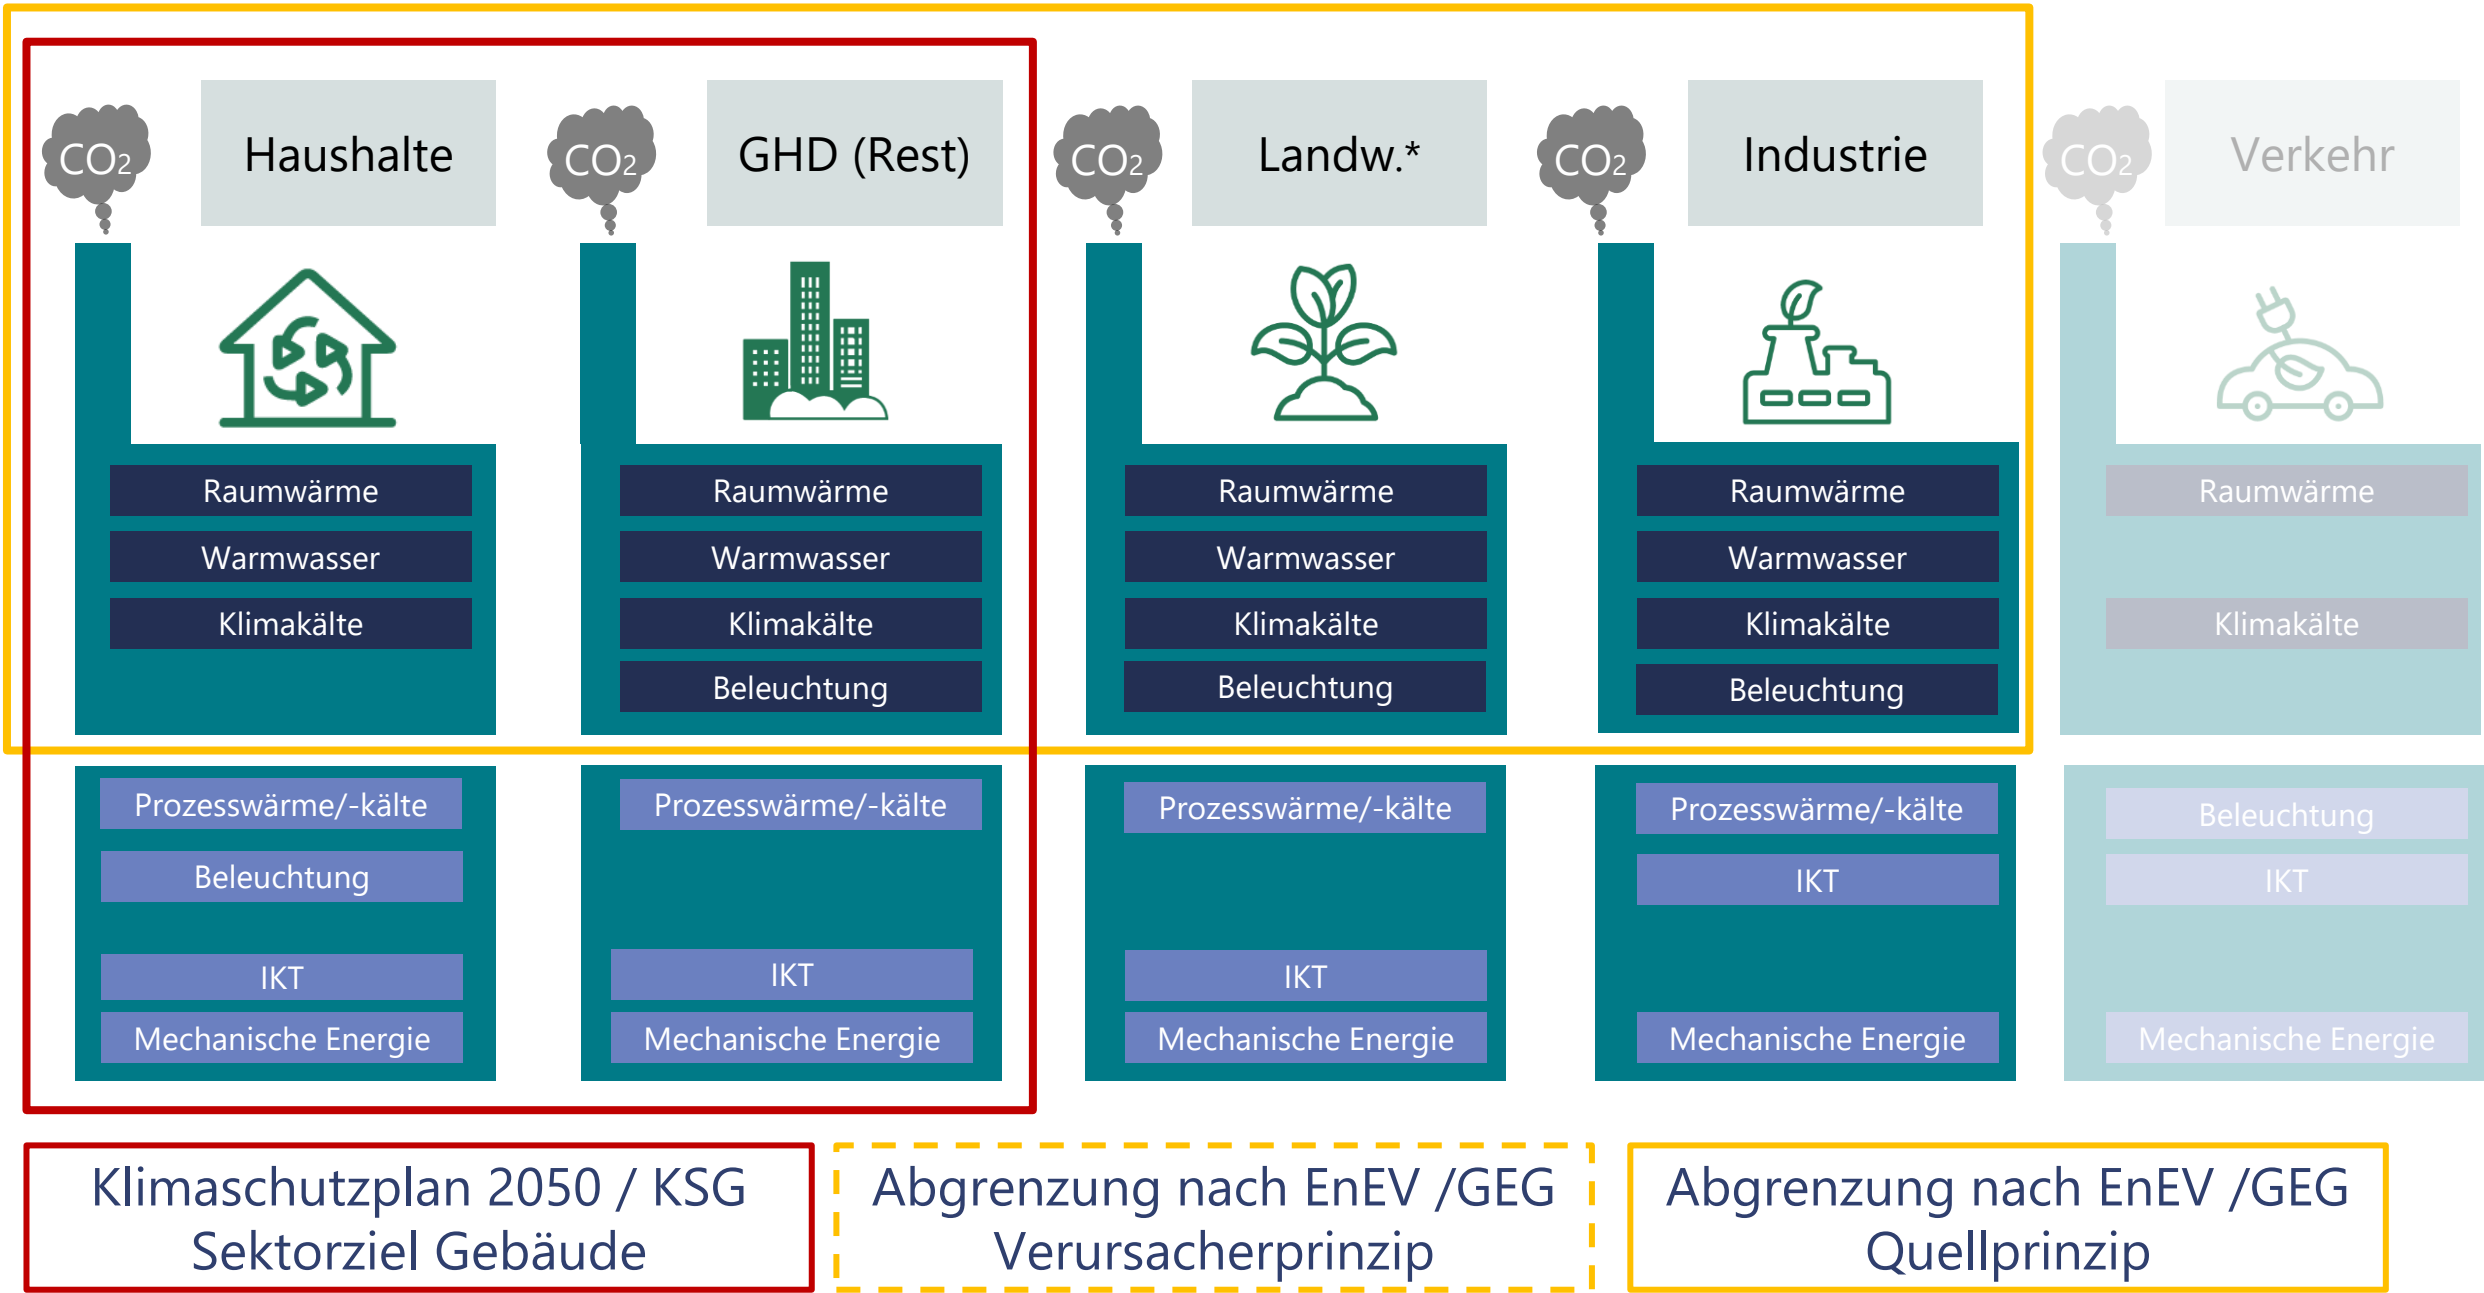 CO2
Haushalte
CO2
GHD (Rest)
CO2
Landw.*
CO2
Industrie
CO2
Verkehr
Raumwärme
Warmwasser
Klimakälte
Raumwärme
Warmwasser
Klimakälte
Beleuchtung
Raumwärme
Warmwasser
Klimakälte
Beleuchtung
Raumwärme
Warmwasser
Klimakälte
Beleuchtung
Raumwärme
Klimakälte
Prozesswärme/-kälte
Beleuchtung
IKT
Mechanische Energie
Prozesswärme/-kälte
IKT
Mechanische Energie
Prozesswärme/-kälte
IKT
Mechanische Energie
Prozesswärme/-kälte
IKT
Mechanische Energie
Beleuchtung
IKT
Mechanische Energie
Klimaschutzplan 2050 / KSG
Sektorziel Gebäude
Abgrenzung nach EnEV /GEG
Verursacherprinzip
Abgrenzung nach EnEV /GEG
Quellprinzip